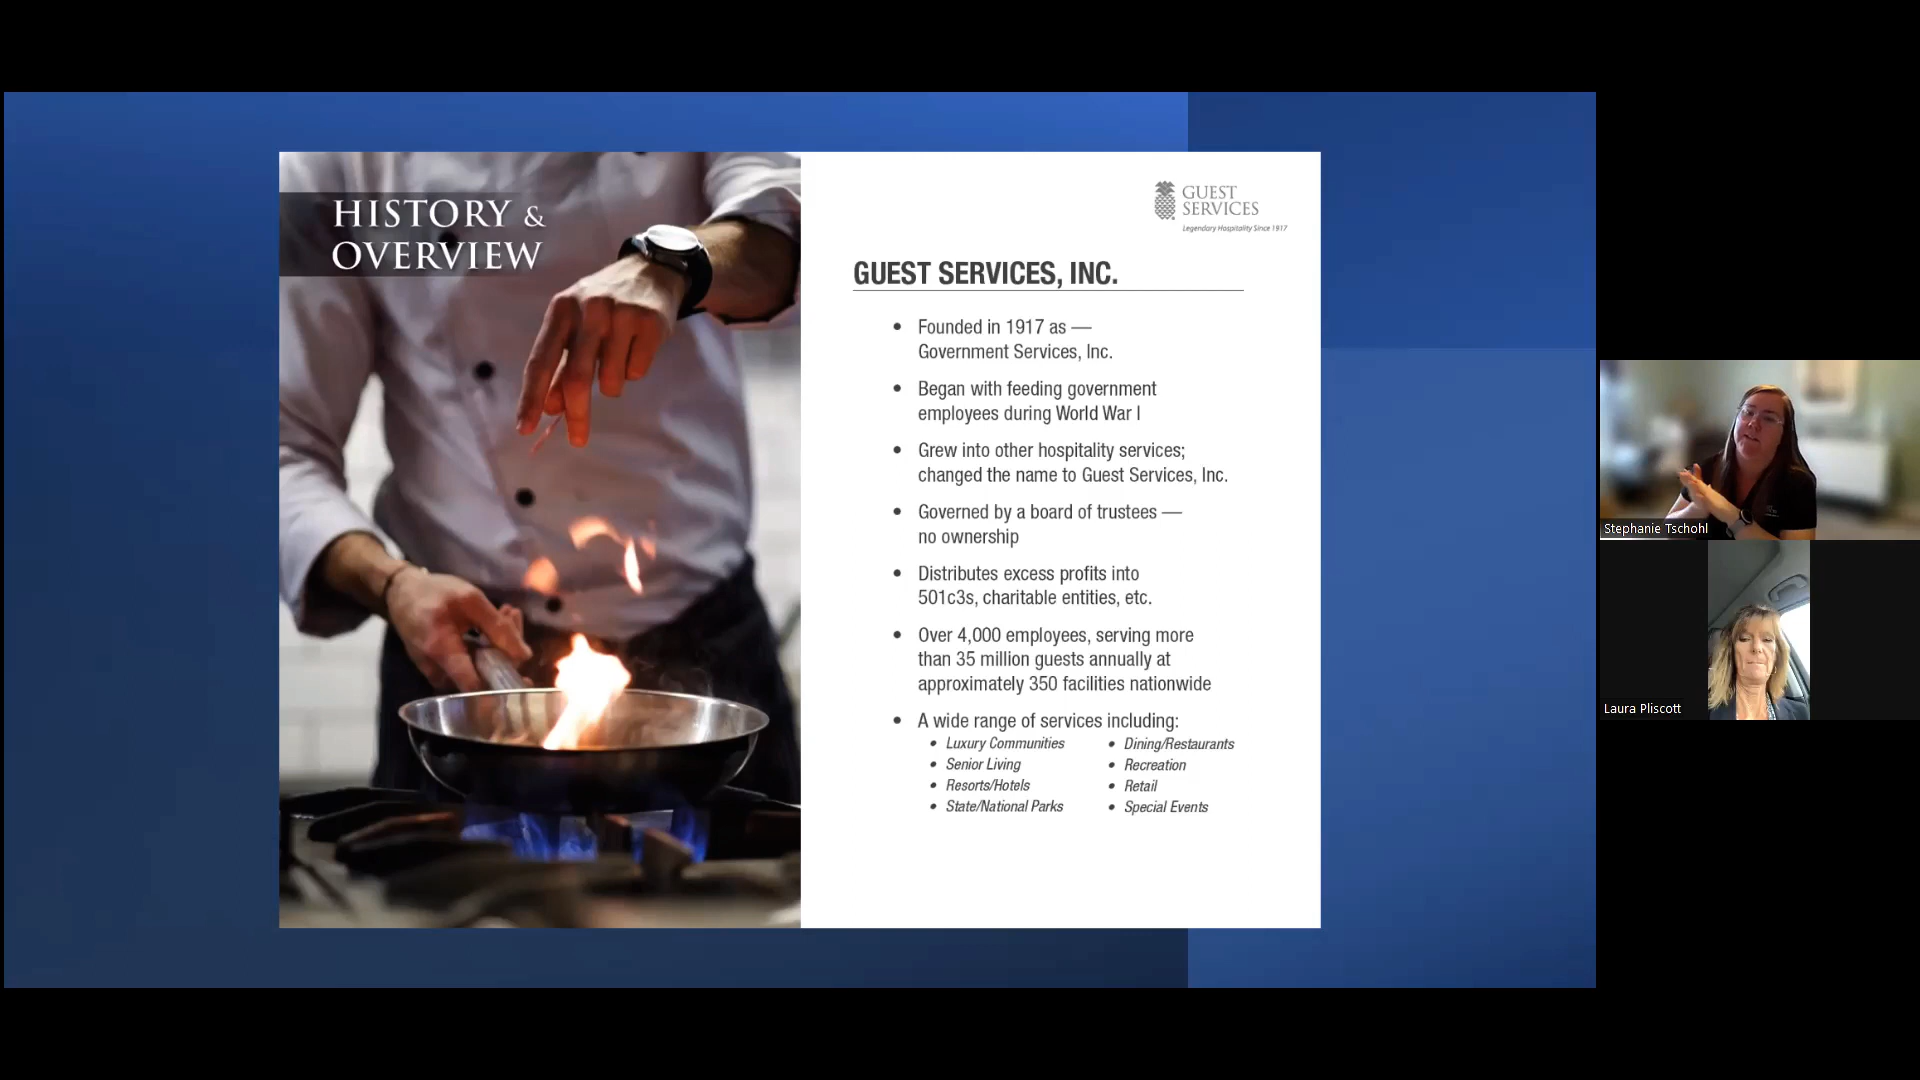 HISTORY &
OVERVIEW
GUEST
SERVICES
Legendary Hospitality Since 1917
GUEST SERVICES, INC.
• Founded in 1917 as —
Government Services, Inc.
• Began with feeding government
employees during World War I
• Grew into other hospitality services;
changed the name to Guest Services, Inc.
• Governed by a board of trustees —
no ownership
• Distributes excess profits into
501c3s, charitable entities, etc.
• Over 4,000 employees, serving more
than 35 million guests annually at
approximately 350 facilities nationwide
• A wide range of services including:
• Luxury Communities
• Senior Living
• Resorts/Hotels
• State/National Parks
• Dining/Restaurants
• Recreation
• Retail
• Special Events
Stephanie Tschohl
Laura Pliscott